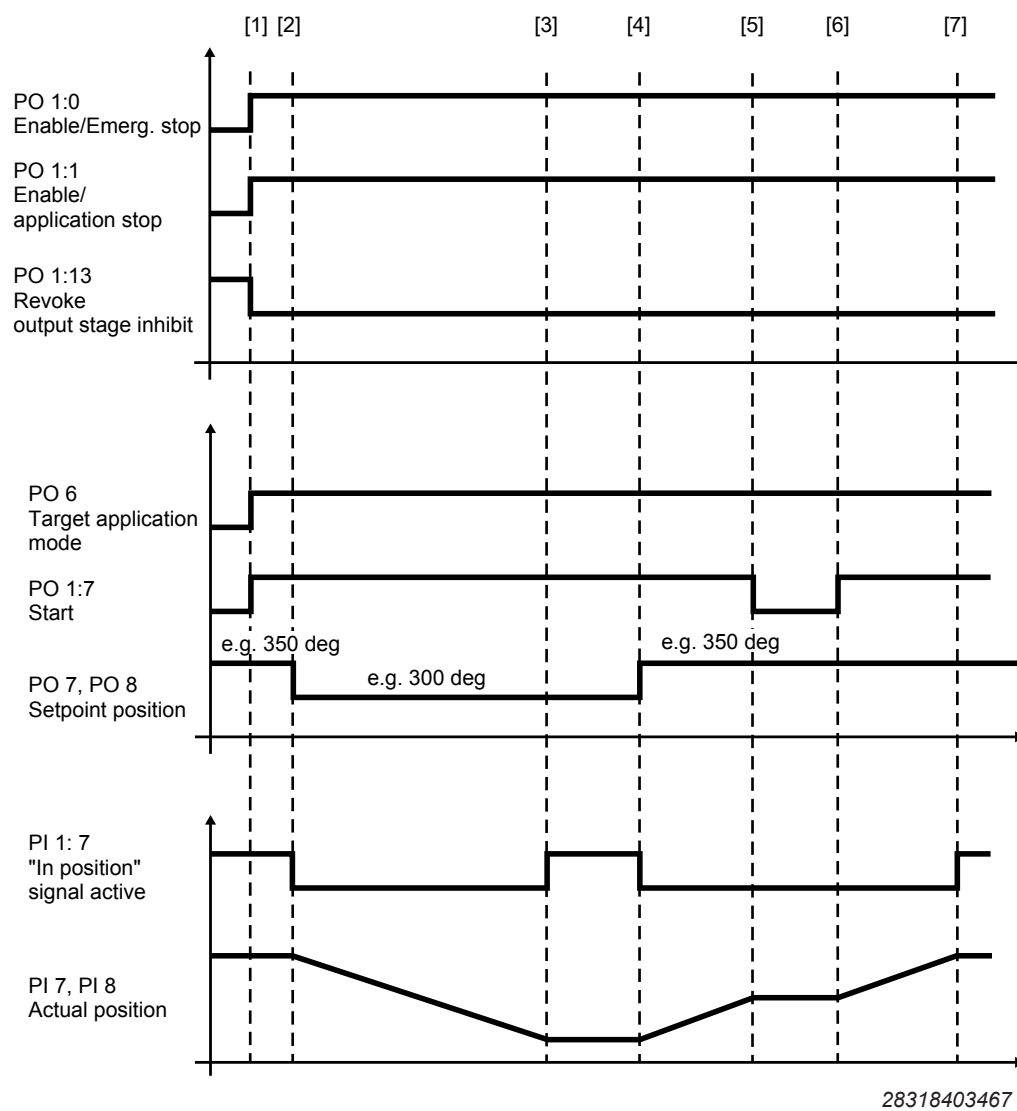 [1] [2] [3] [4] [5] [6] [7]
PO 1:0
Enable/Emerg. stop
PO 1:1
Enable/
application stop
PO 1:13
Revoke
output stage inhibit
PO 6
Target application
mode
PO 1:7
Start
e.g. 350 deg
e.g. 300 deg
e.g. 350 deg
PO 7, PO 8
Setpoint position
PI 1: 7
"In position"
signal active
PI 7, PI 8
Actual position
28318403467